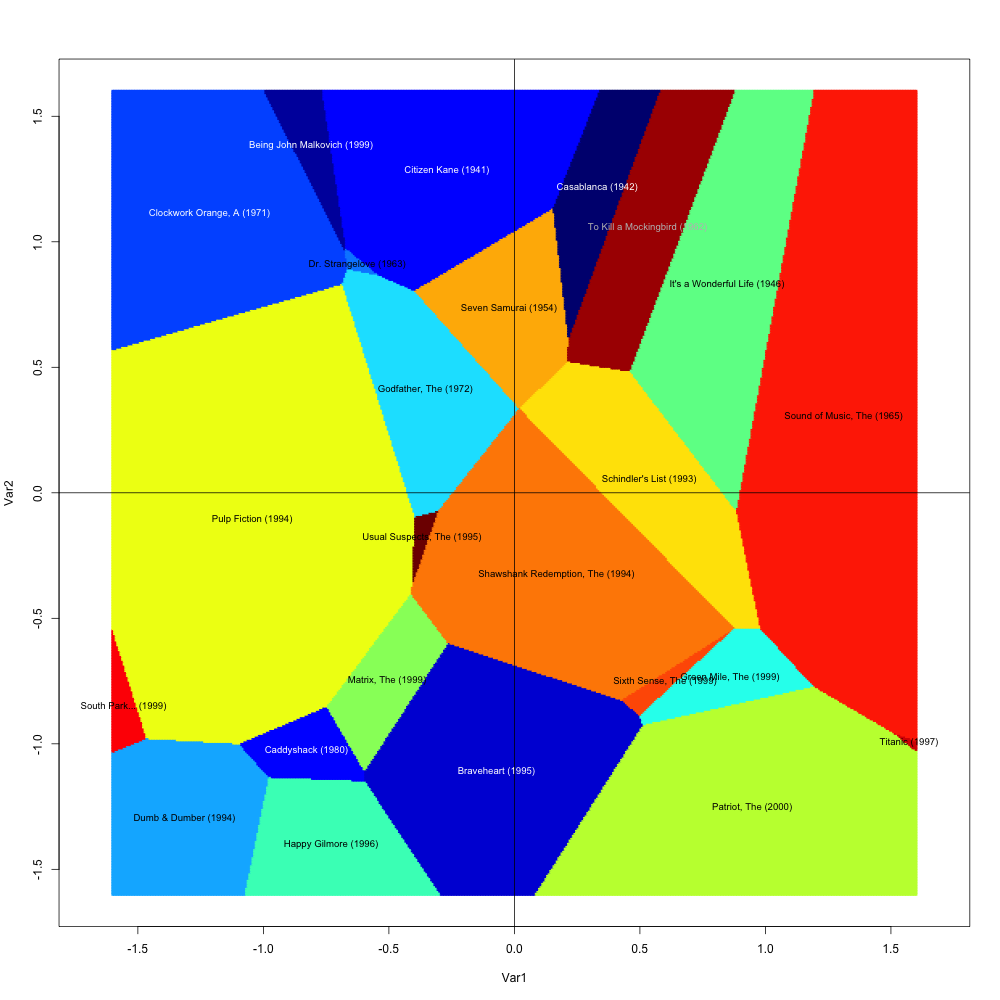 1.5
Being John Malkovich (1999)
Citizen Kane (1941)
Casablanca (1942)
Clockwork Orange, A (1971)
To Kill a Mockingbird (1962)
1.0
Dr. Strangelove (1963)
It's a Wonderful Life (1946)
Seven Samurai (1954)
0.5
Godfather, The (1972)
Sound of Music, The (1965)
Schindler's List (1993)
Var2
0.0
Pulp Fiction (1994)
Usual Suspects, The (1995)
Shawshank Redemption, The (1994)
-0.5
Matrix, The (1999)
Sixth Sense, The (1999)
Green Mile, The (1999)
South Park... (1999)
Caddyshack (1980)
Titanic (1997)
-1.0
Braveheart (1995)
Patriot, The (2000)
Dumb & Dumber (1994)
Happy Gilmore (1996)
-1.5
-1.5 -1.0 -0.5 0.0 0.5 1.0 1.5
Var1